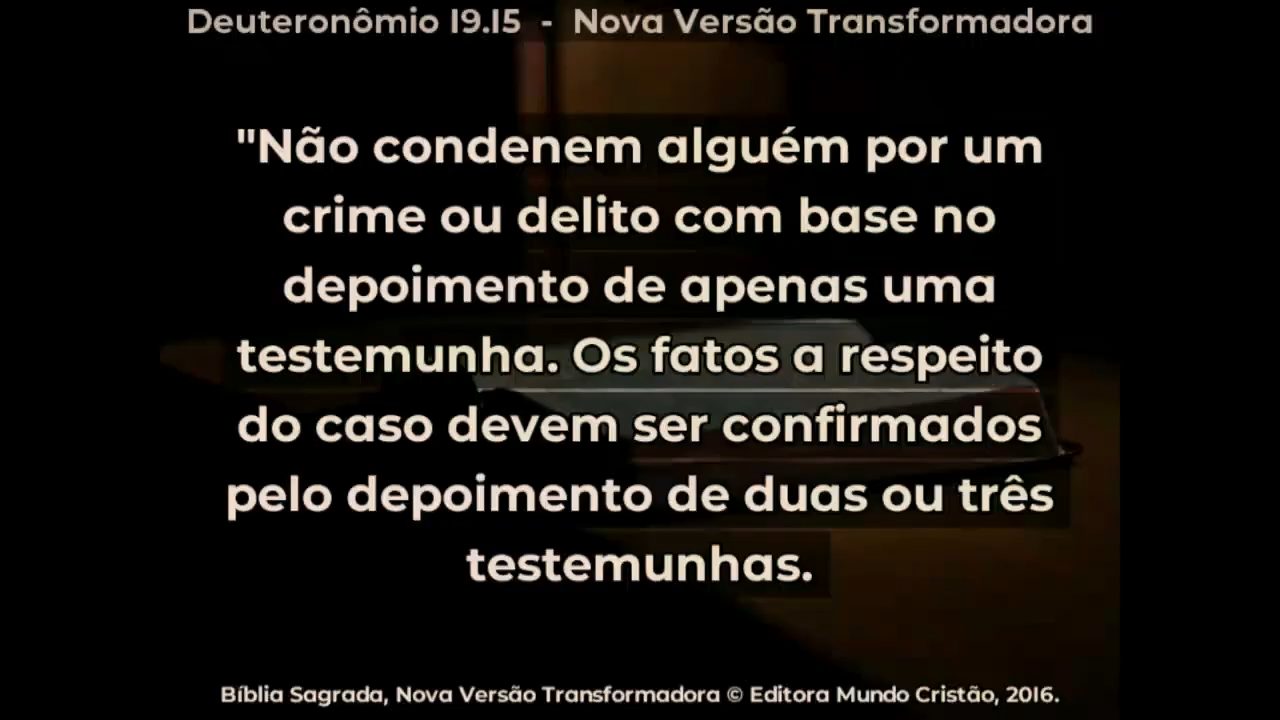 Deuteronômio 19.15 - Nova Versão Transformadora
"Não condenem alguém por um
crime ou delito com base no
depoimento de apenas uma
testemunha. Os fatos a respeito
do caso devem ser confirmados
pelo depoimento de duas ou três
testemunhas.
Bíblia Sagrada, Nova Versão Transformadora © Editora Mundo Cristão, 2016.